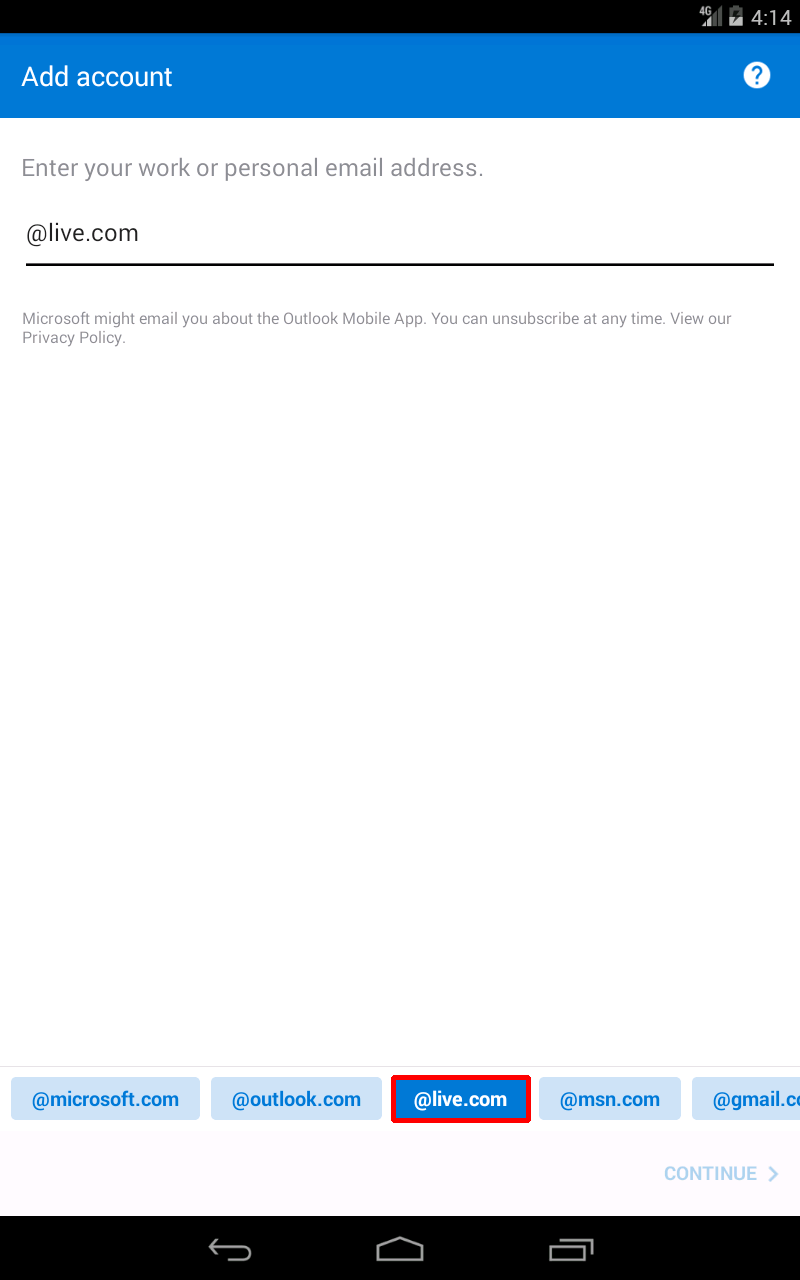 4G 4:14
Add account
Enter your work or personal email address.
@live.com
Microsoft might email you about the Outlook Mobile App. You can unsubscribe at any time. View our
Privacy Policy.
@microsoft.com @outlook.com @live.com @msn.com @gmail.co
CONTINUE